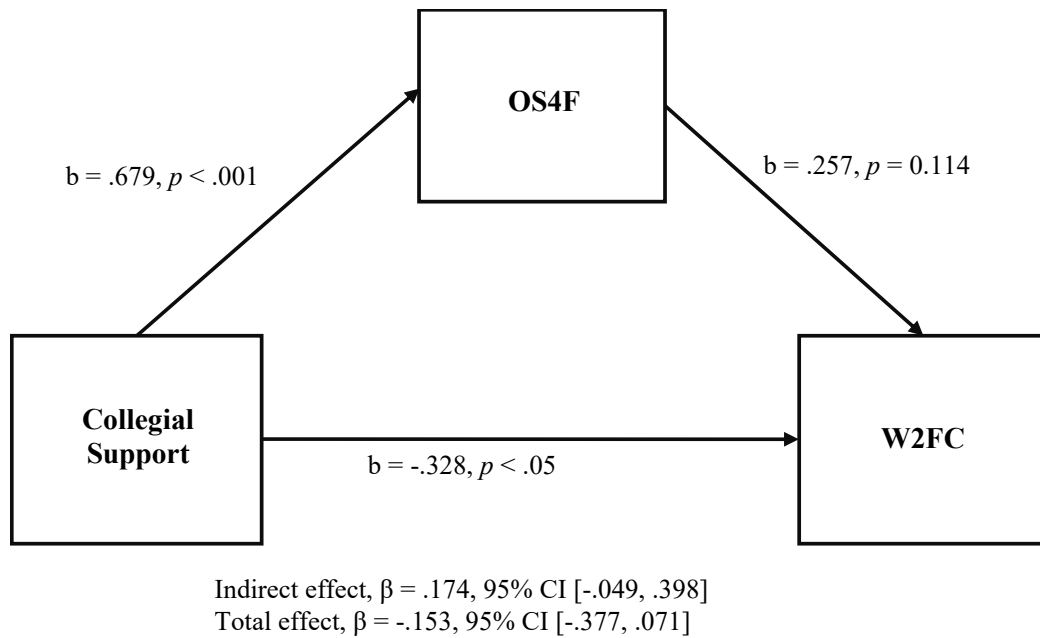 OS4F
b = .679, p < .001
b = .257, p = 0.114
Collegial
Support
W2FC
b = -.328, p < .05
Indirect effect, β = .174, 95% CI [-.049, .398]
Total effect, β = -.153, 95% CI [-.377, .071]